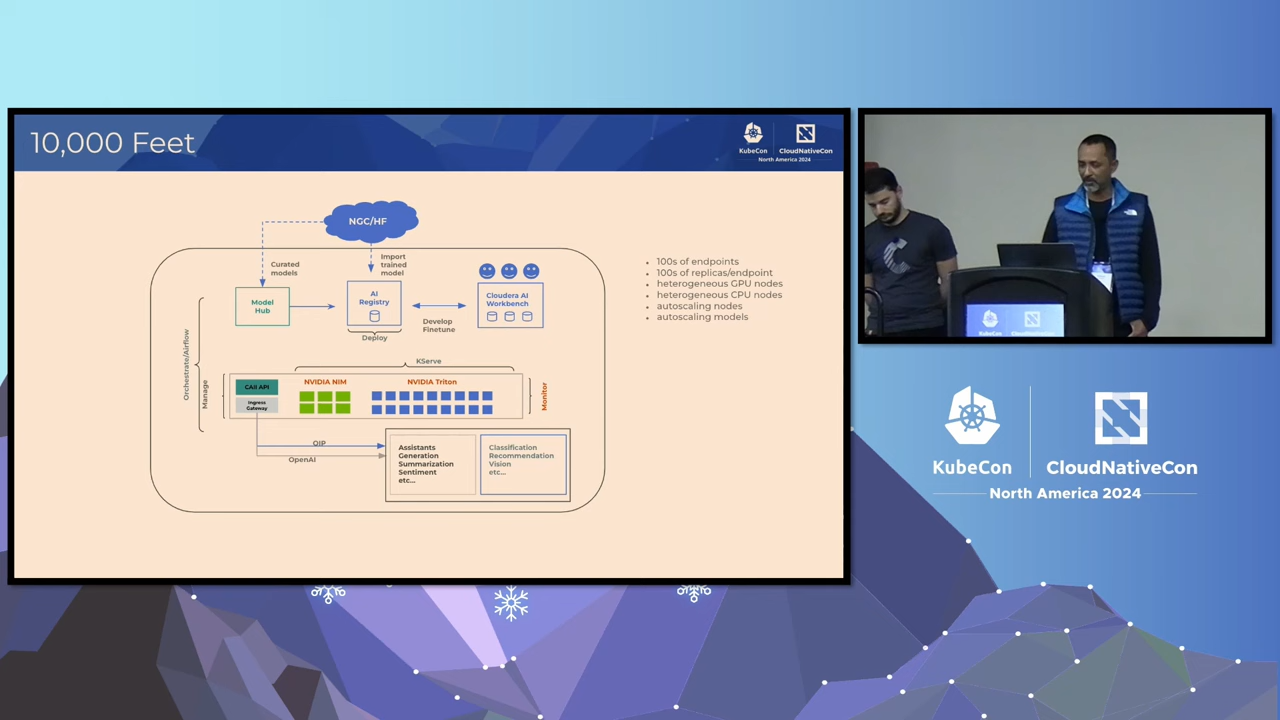 10,000 Feet
KubeCon
CloudNativeCon
North America 2024
NGC/HF
Curated
models
Import
trained
model
Model
Hub
AI
Registry
Cloudera AI
Workbench
Develop
Finetune
Deploy
Orchestrate/Airflow
Manage
KServe
CAII API
Ingress
Gateway
NVIDIA NIM
NVIDIA Triton
Monitor
OIP
OpenAI
Assistants
Generation
Summarization
Sentiment
etc...
Classification
Recommendation
Vision
etc...
• 100s of endpoints
• 100s of replicas/endpoint
• heterogeneous GPU nodes
• heterogeneous CPU nodes
• autoscaling nodes
• autoscaling models
KubeCon
CloudNativeCon
North America 2024